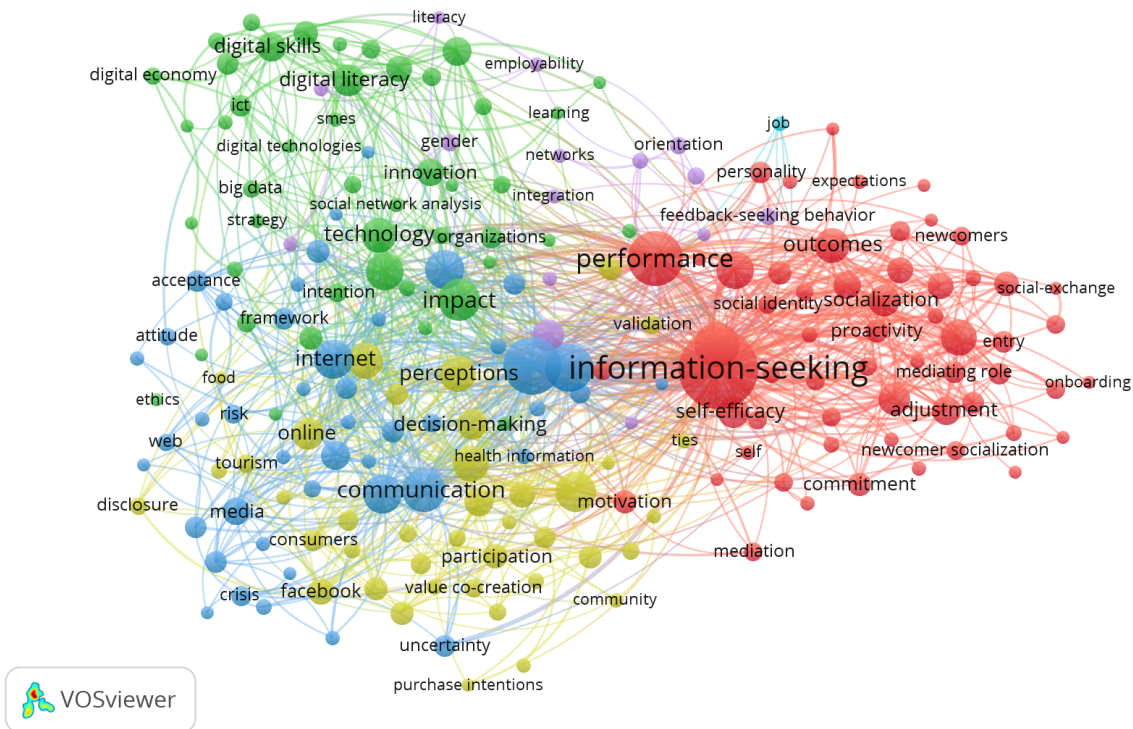 literacy
digital skills
employability
digital economy
digital literacy
ict
learning
smes
job
gender
digital technologies
orientation
networks
innovation
personality
expectations
big data
integration
social network analysis
feedback-seeking behavior
strategy
technology
organizations
outcomes
newcomers
performance
acceptance
intention
impact
social identity
socialization
social-exchange
framework
validation
proactivity
attitude
entry
internet
perceptions
information-seeking
mediating role
food
onboarding
ethics
risk
self-efficacy
adjustment
decision-making
online
web
ties
self
newcomer socialization
tourism
health information
communication
commitment
disclosure
media
motivation
consumers
participation
mediation
crisis
facebook
value co-creation
community
uncertainty
purchase intentions
VOSviewer